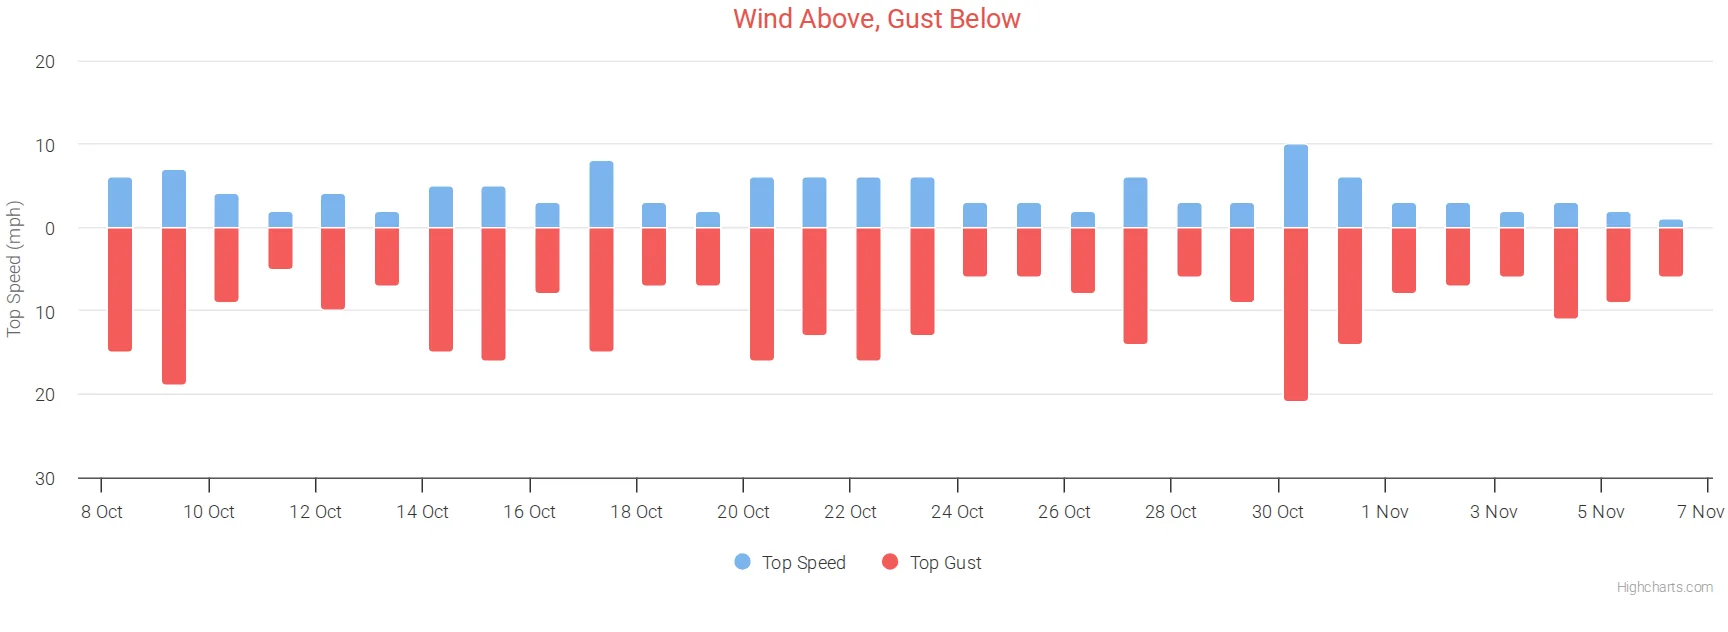 Wind Above, Gust Below
Top Speed (mph)
20
10
0
10
20
30
8 Oct 10 Oct 12 Oct 14 Oct 16 Oct 18 Oct 20 Oct 22 Oct 24 Oct 26 Oct 28 Oct 30 Oct 1 Nov 3 Nov 5 Nov 7 Nov
Top Speed Top Gust
Highcharts.com